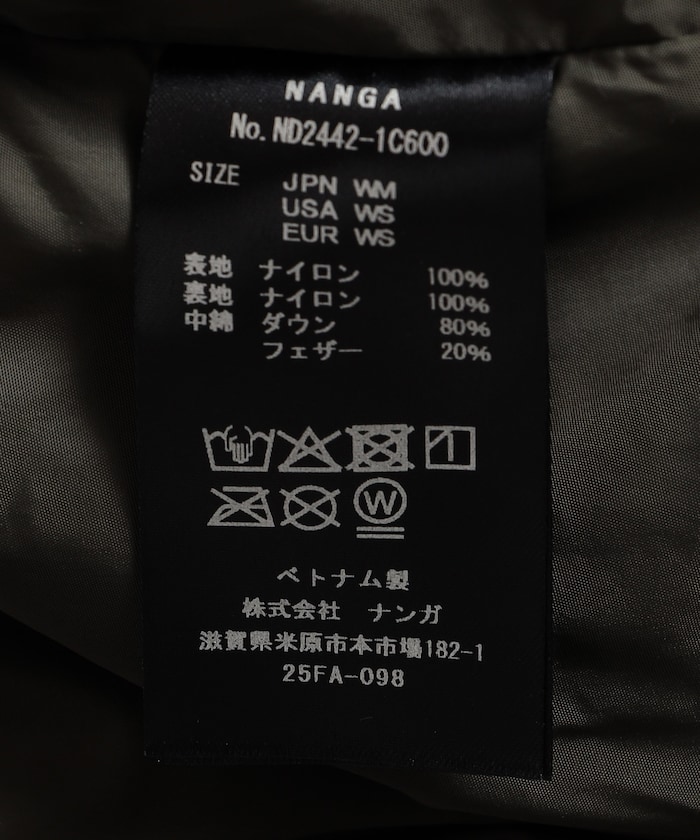 NANGA
No. ND2442-1C600
SIZE JPN WM
USA WS
EUR WS
表地 ナイロン 100%
裏地 ナイロン 100%
中綿 ダウン 80%
フェザー 20%
W
ベトナム製
株式会社 ナンガ
滋賀県米原市本市場182-1
25FA-098